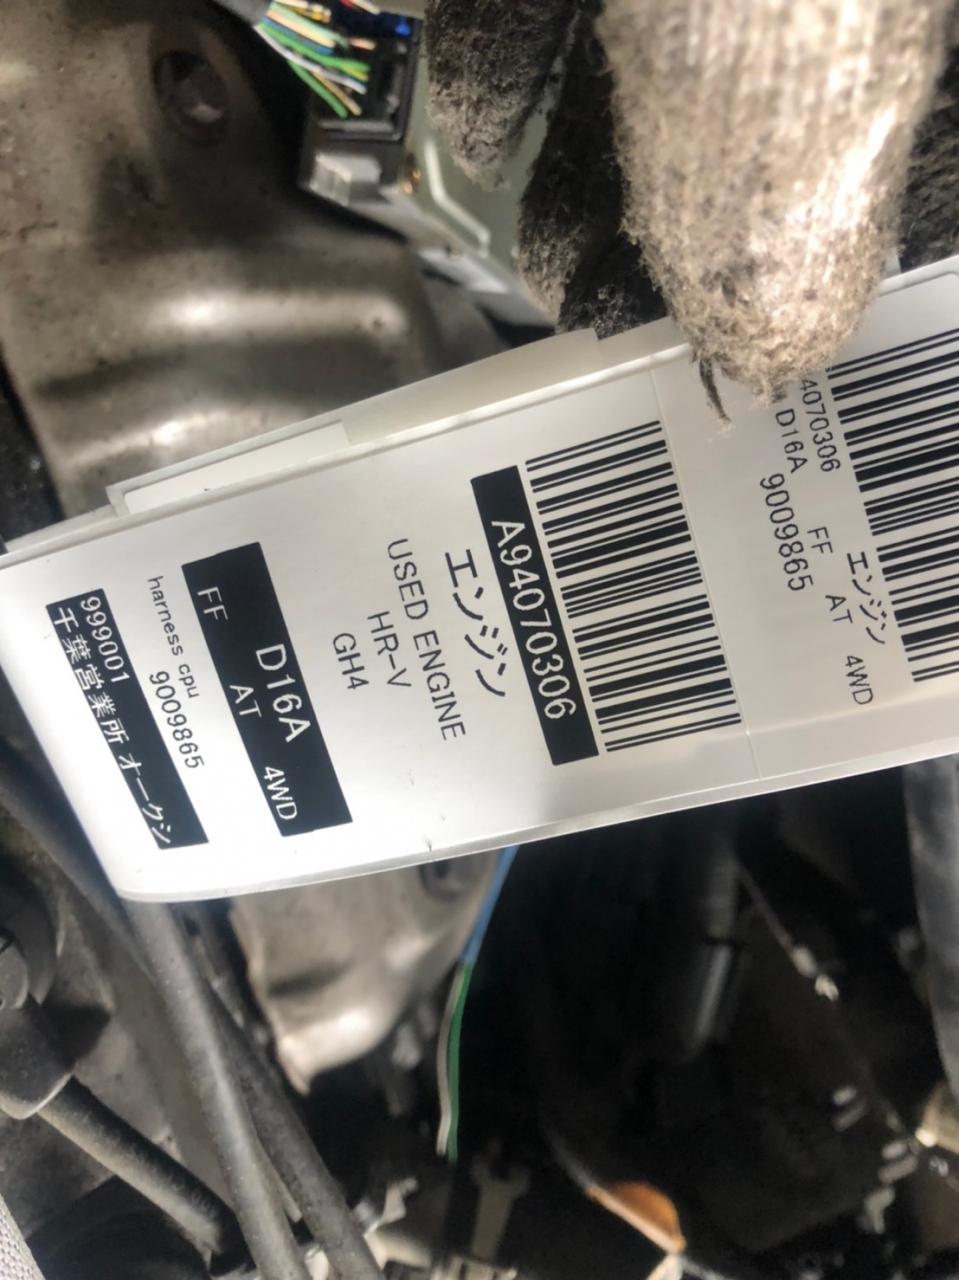 4070306
D16A
FF
AT
4WD
エンジン
9009865
A94070306
エンジン
USED ENGINE
HR-V
GH4
D16A
FF
AT
4WD
harness cpu
9009865
999001
千葉営業所 オークシ